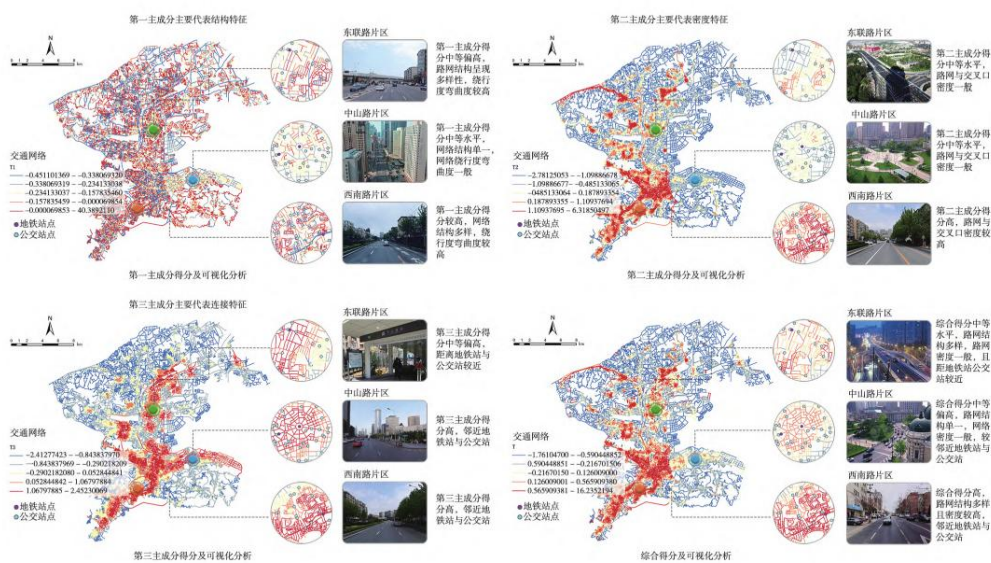 第一主成分主要代表结构特征
N
东联路片区
第一主成分得
分中等偏高,
路网结构呈现
多样性,绕行
度弯曲度较高
中山路片区
第一主成分得
分中等水平,
网络结构单一,
网络绕行度弯
曲度一般
西南路片区
第一主成分得
分较高,网络
结构多样,绕
行度弯曲度较
高
交通网络
T1
-0.451101369 - -0.338069320
-0.338069319 - -0.234133038
-0.234133037 - -0.157835460
-0.157835459 - -0.000069854
-0.000069853 - 40.3892110
地铁站点
公交站点
第一主成分得分及可视化分析
第二主成分主要代表密度特征
N
东联路片区
第二主成分得
分中等水平,
路网与交叉口
密度一般
中山路片区
第二主成分得
分中等水平,
路网与交叉口
密度一般
西南路片区
第二主成分得
分高,路网与
交叉口密度较
高
交通网络
T2
-2.78125053 - -1.09886678
-1.09886677 - -0.485133065
-0485133064 - 0.187893354
0.187893355 - 1.10937694
1.10937695 - 6.31850497
地铁站点
公交站点
第二主成分得分及可视化分析
第三主成分主要代表连接特征
N
东联路片区
第三主成分得
分中等偏高,
距离地铁站与
公交站较近
中山路片区
第三主成分得
分高,邻近地
铁站与公交站
西南路片区
第三主成分得
分高,邻近地
铁站与公交站
交通网络
T3
-2.41277423 - -0.843837970
-0.843837969 - -0.290218209
-0.2902182080 - 0.052844841
0.052844842 - 1.06797884
1.06797885 - 2.45230069
地铁站点
公交站点
第三主成分得分及可视化分析
N
东联路片区
综合得分中等
水平,路网结
构多样,路网
密度一般,且
距地铁站公交
站较近
中山路片区
综合得分中等
偏高,路网结
构单一,网络
密度一般,较
邻近地铁站与
公交站
西南路片区
综合得分高,
路网结构多样
且密度较高,
邻近地铁站与
公交站
交通网络
T
-1.76104700 - -0.590448852
0.590448851 - -0.216701506
-0.21670150 - 0.126009000
0.126009001 - 0.565909380
0.565909381 - 16.2352194
地铁站点
公交站点
综合得分及可视化分析